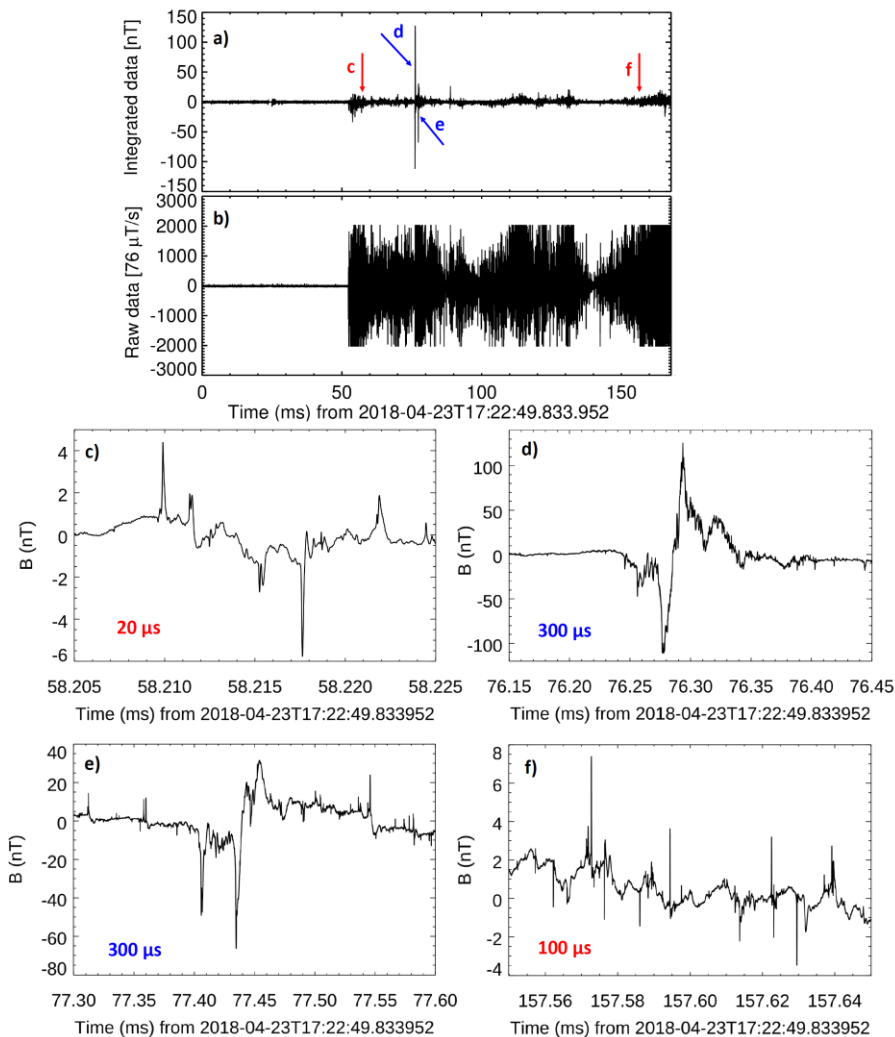 a)
Integrated data [nT]
150
100
50
0
-50
-100
-150
c
d
e
f
b)
Raw data [76 μT/s]
3000
2000
1000
0
-1000
-2000
-3000
0 50 100 150
Time (ms) from 2018-04-23T17:22:49.833.952
c)
B (nT)
4
2
0
-2
-4
-6
20 μs
58.205 58.210 58.215 58.220 58.225
Time (ms) from 2018-04-23T17:22:49.833952
d)
B (nT)
100
50
0
-50
-100
300 μs
76.15 76.20 76.25 76.30 76.35 76.40 76.45
Time (ms) from 2018-04-23T17:22:49.833952
e)
B (nT)
40
20
0
-20
-40
-60
-80
300 μs
77.30 77.40 77.45 77.50 77.55 77.60
Time (ms) from 2018-04-23T17:22:49.833952
f)
B (nT)
8
6
4
2
0
-2
-4
100 μs
157.56 157.58 157.60 157.62 157.64
Time (ms) from 2018-04-23T17:22:49.833952